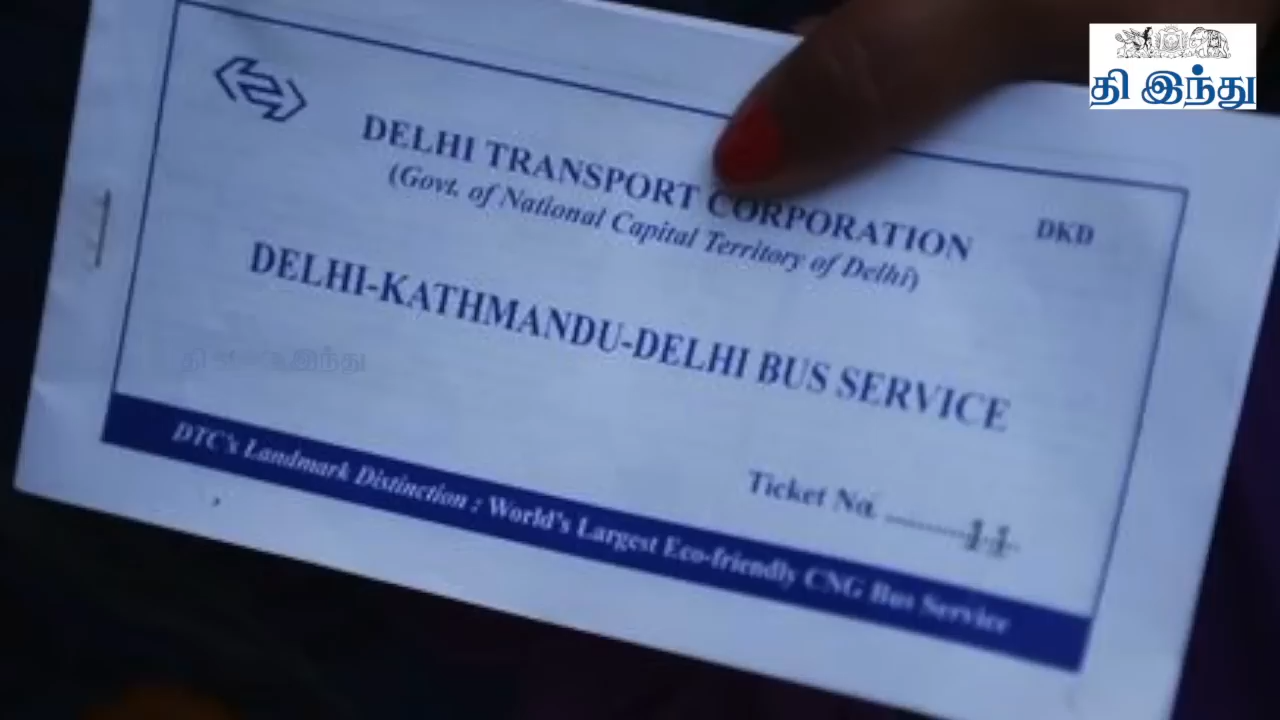 தி இந்து
DELHI TRANSPORT CORPORATION
(Govt. of National Capital Territory of Delhi)
DKD
DELHI-KATHMANDU-DELHI BUS SERVICE
Ticket No. 11
DTC's Landmark Distinction : World's Largest Eco-friendly CNG Bus Service